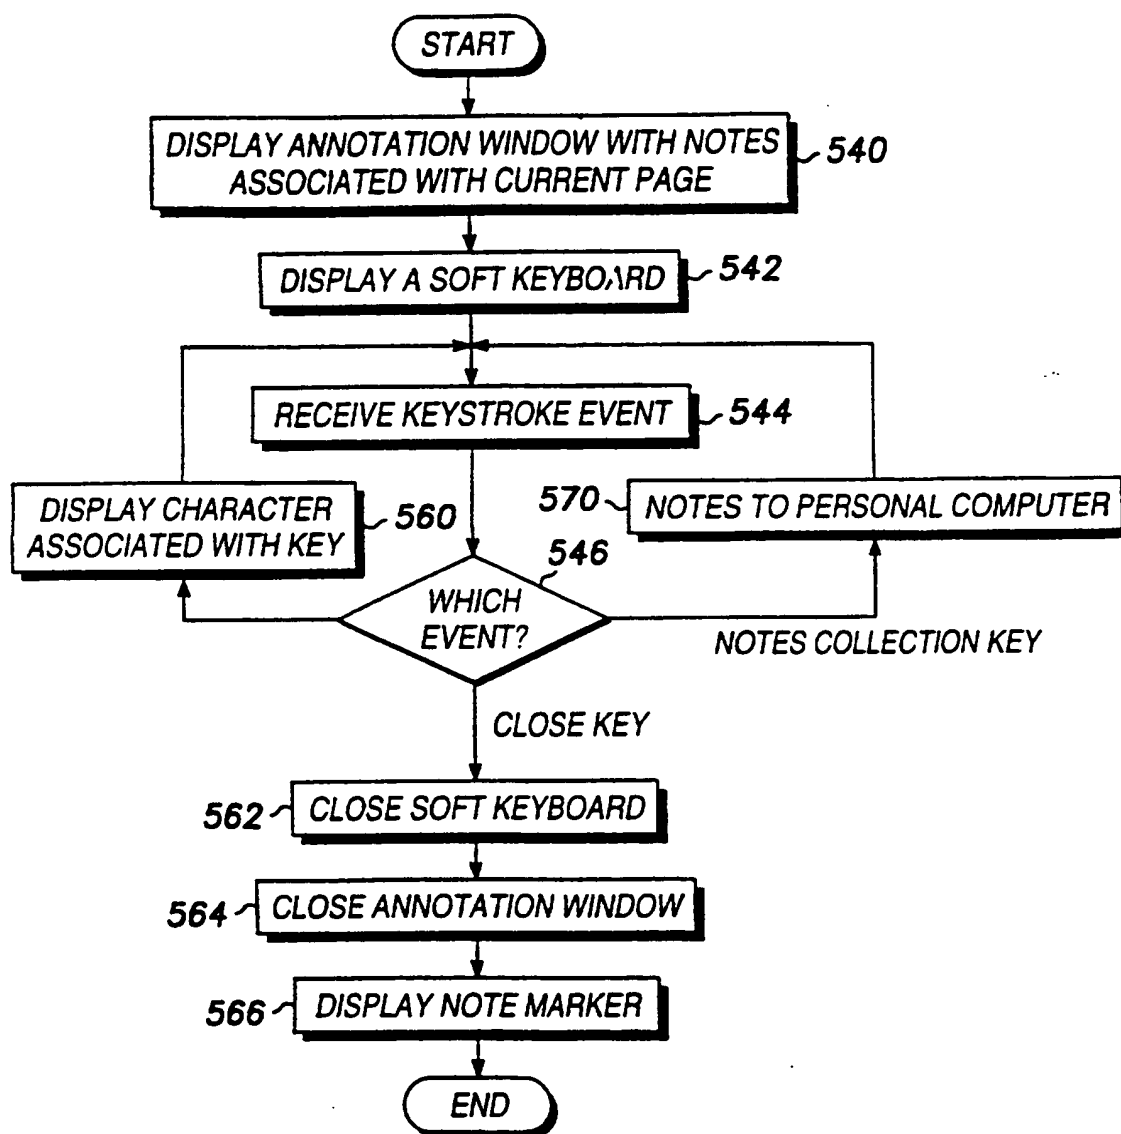 START
DISPLAY ANNOTATION WINDOW WITH NOTES
ASSOCIATED WITH CURRENT PAGE
540
DISPLAY A SOFT KEYBOARD
542
RECEIVE KEYSTROKE EVENT
544
DISPLAY CHARACTER
ASSOCIATED WITH KEY
560
570
NOTES TO PERSONAL COMPUTER
546
WHICH
EVENT?
NOTES COLLECTION KEY
CLOSE KEY
562
CLOSE SOFT KEYBOARD
564
CLOSE ANNOTATION WINDOW
566
DISPLAY NOTE MARKER
END